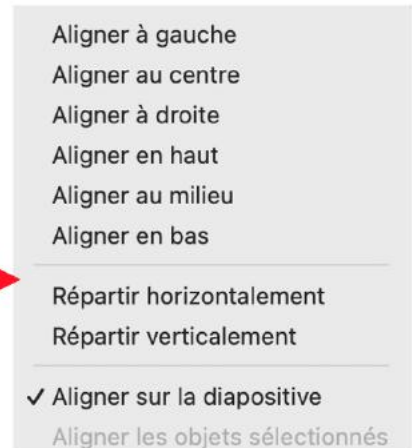 Aligner à gauche
Aligner au centre
Aligner à droite
Aligner en haut
Aligner au milieu
Aligner en bas
Répartir horizontalement
Répartir verticalement
✓ Aligner sur la diapositive
Aligner les objets sélectionnés